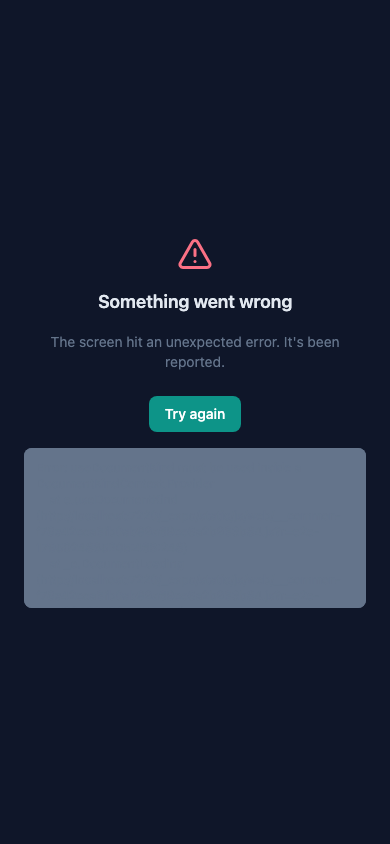 Something went wrong
The screen hit an unexpected error. It's been
reported.
Try again